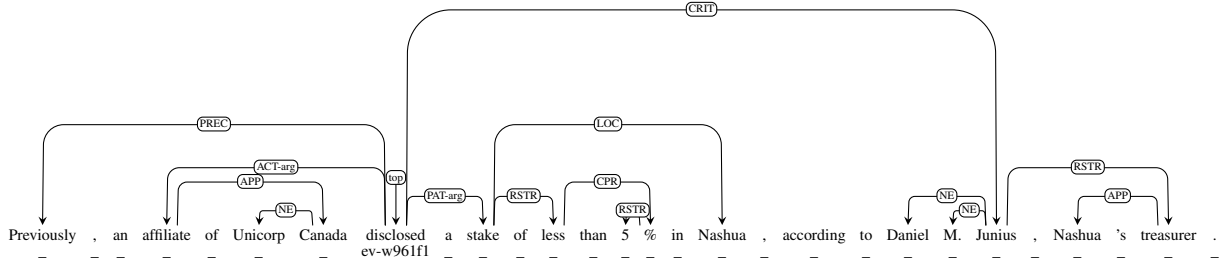 CRIT
PREC LOC
ACT-arg RSTR
APP top CPR
PAT-arg RSTR NE APP
NE RSTR NE
Previously , an affiliate of Unicorp Canada disclosed a stake of less than 5 % in Nashua , according to Daniel M. Junius , Nashua 's treasurer .
_ _ _ _ _ _ _ ev-w961f1 _ _ _ _ _ _ _ _ _ _ _ _ _ _ _ _ _ _ _ _